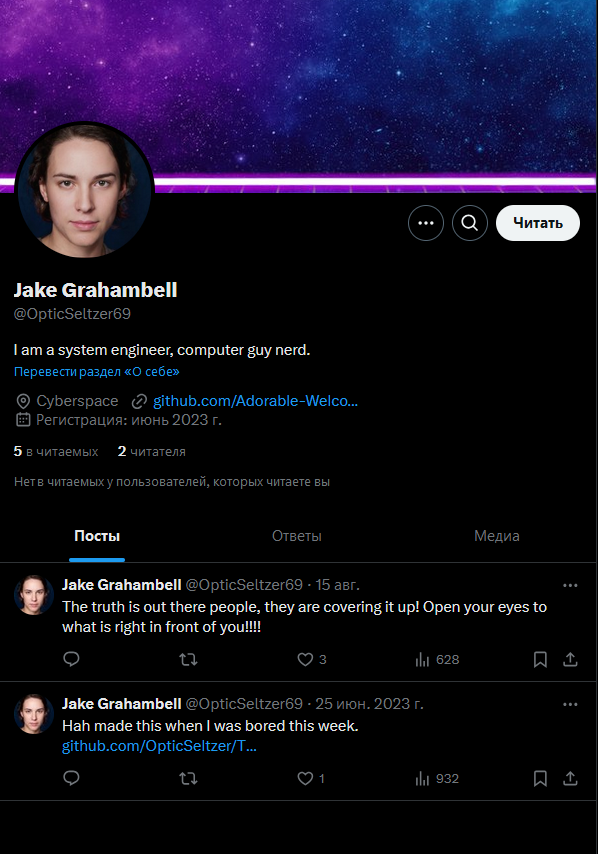 Читать
Jake Grahambell
@OpticSeltzer69
I am a system engineer, computer guy nerd.
Перевести раздел «О себе»
Cyberspace github.com/Adorable-Welco...
Регистрация: июнь 2023 г.
5 в читаемых 2 читателя
Нет в читаемых у пользователей, которых читаете вы
Посты Ответы Медиа
Jake Grahambell @OpticSeltzer69 · 15 авг.
The truth is out there people, they are covering it up! Open your eyes to
what is right in front of you!!!!
3 628
Jake Grahambell @OpticSeltzer69 · 25 июн. 2023 г.
Hah made this when I was bored this week.
github.com/OpticSeltzer/T...
1 932